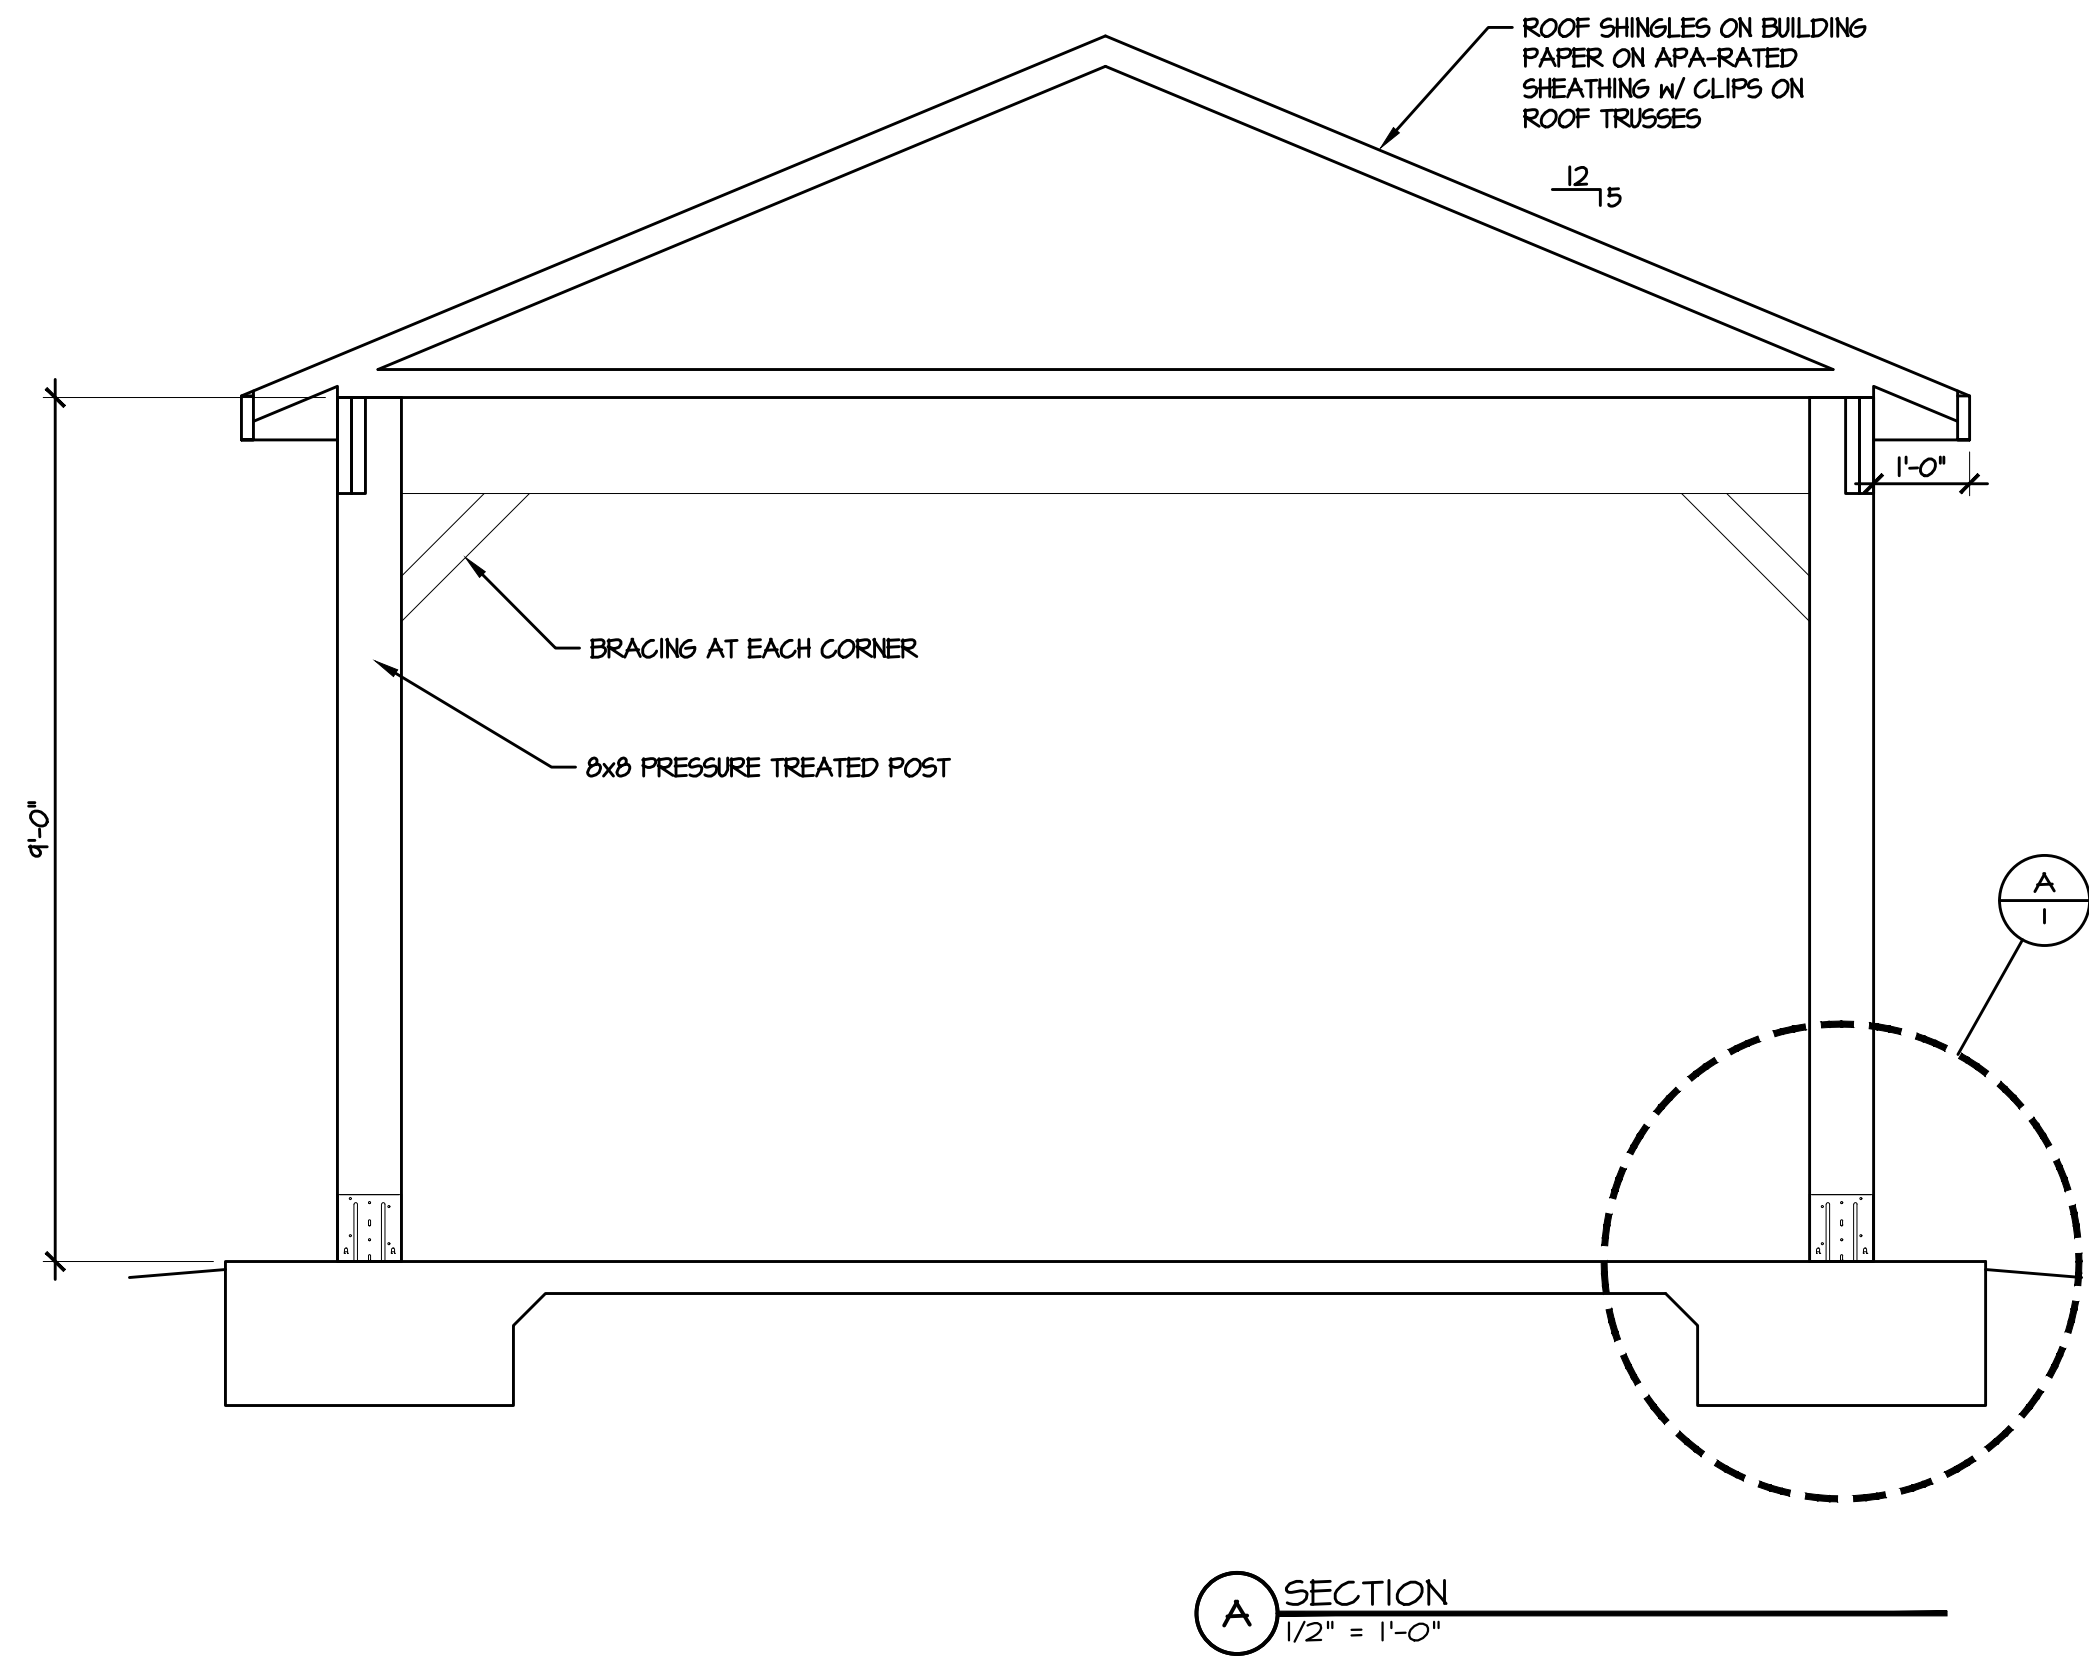 ROOF SHINGLES ON BUILDING
PAPER ON APA-RATED
SHEATHING w/ CLIPS ON
ROOF TRUSSES
12
5
1'-0"
BRACING AT EACH CORNER
8x8 PRESSURE TREATED POST
9'-0"
A
1
A
SECTION
1/2" = 1'-0"